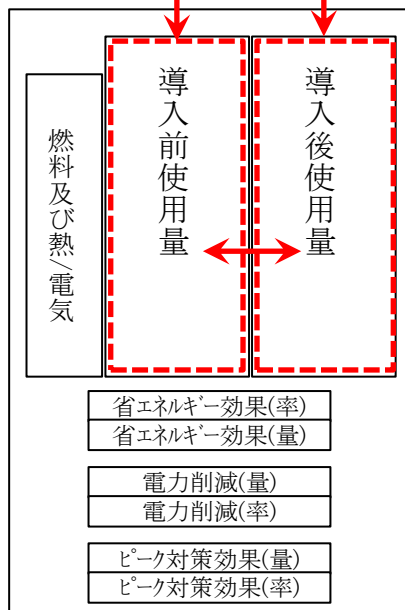 燃料及び熱/電気
導入前使用量
導入後使用量
省エネルギー効果(率)
省エネルギー効果(量)
電力削減(量)
電力削減(率)
ピーク対策効果(量)
ピーク対策効果(率)